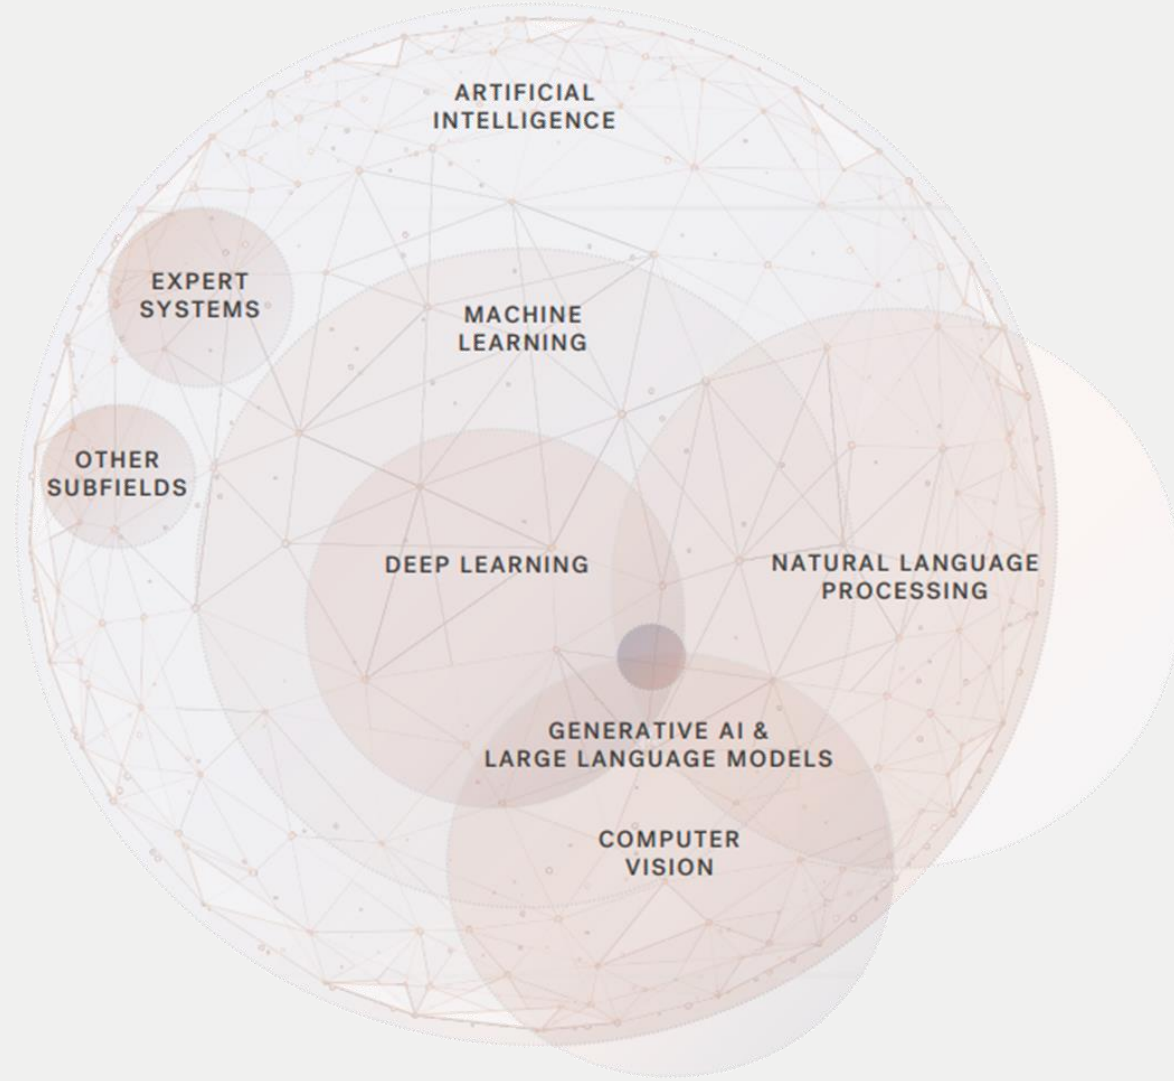 ARTIFICIAL
INTELLIGENCE
EXPERT
SYSTEMS
MACHINE
LEARNING
OTHER
SUBFIELDS
DEEP LEARNING
NATURAL LANGUAGE
PROCESSING
GENERATIVE AI &
LARGE LANGUAGE MODELS
COMPUTER
VISION